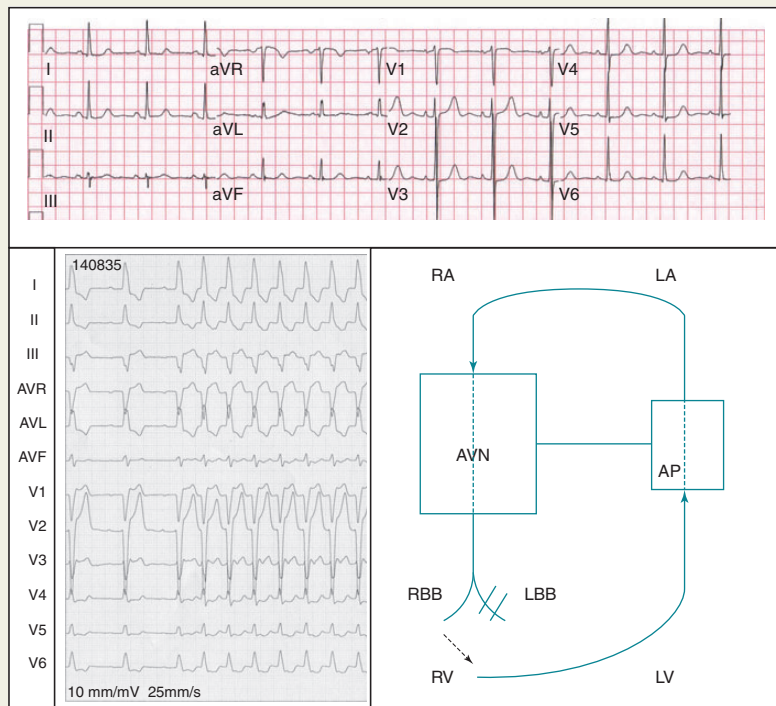 I aVR V1 V4
II aVL V2 V5
III aVF V3 V6
140835
I
II
III
AVR
AVL
AVF
V1
V2
V3
V4
V5
V6
10 mm/mV 25mm/s
RA LA
AVN AP
RBB LBB
RV LV